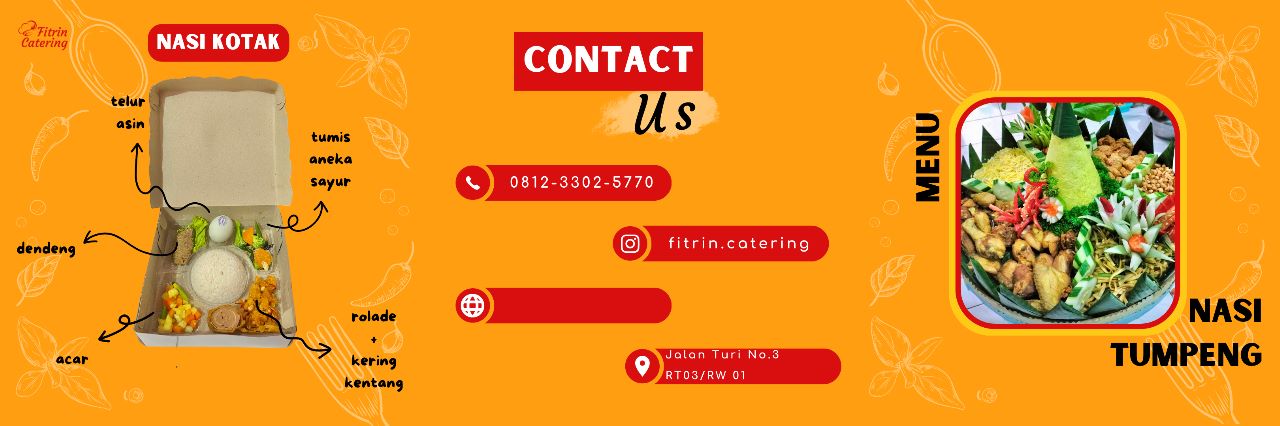 Fitrin
Catering
NASI KOTAK
telur
asin
tumis
aneka
sayur
dendeng
acar
rolade
+
kering
kentang
CONTACT
Us
0812-3302-5770
fitrin.catering
Jalan Turi No.3
RT03/RW 01
MENU
NASI
TUMPENG